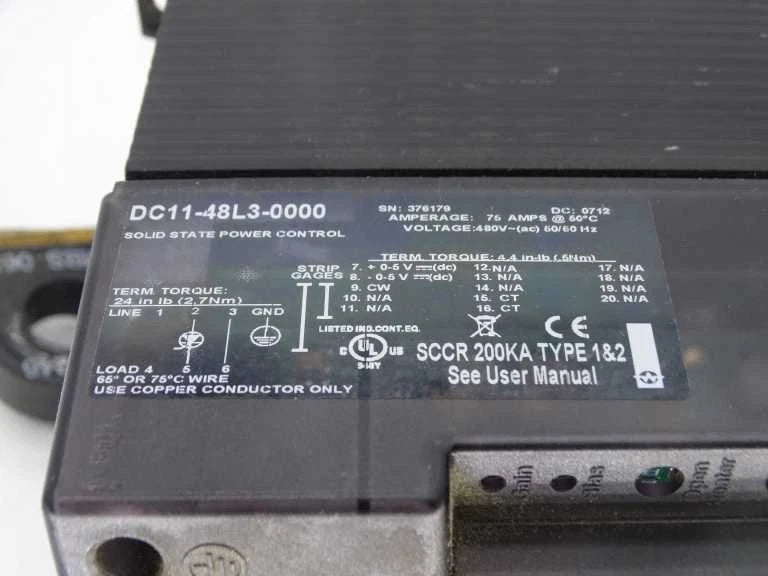 DC11-48L3-0000
SOLID STATE POWER CONTROL
SN: 376179 DC: 0712
AMPERAGE: 75 AMPS @ 50°C
VOLTAGE:480V~(ac) 50/60 Hz
TERM. TORQUE: 4.4 in-lb (.5Nm)
STRIP GAGES
7. + 0-5 V (dc)
8. - 0-5 V (dc)
9. CW
10. N/A
11. N/A
12. N/A
13. N/A
14. N/A
15. CT
16. CT
17. N/A
18. N/A
19. N/A
20. N/A
TERM. TORQUE:
24 in lb (2,7Nm)
LINE 1 2 3 GND
LOAD 4 5 6
65° OR 75°C WIRE
USE COPPER CONDUCTOR ONLY
LISTED IND.CONT.EQ.
C UL US
CE
SCCR 200KA TYPE 1&2
See User Manual
W
Gain
Bias
Open